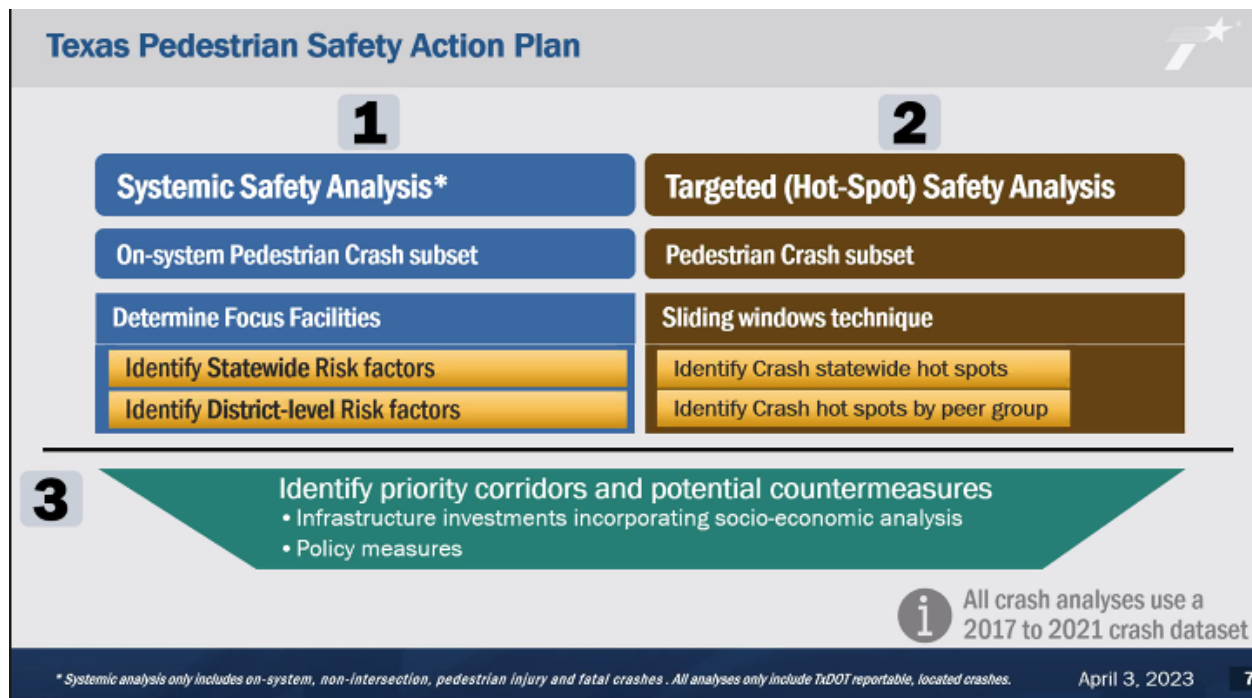 Texas Pedestrian Safety Action Plan
1
Systemic Safety Analysis*
On-system Pedestrian Crash subset
Determine Focus Facilities
Identify Statewide Risk factors
Identify District-level Risk factors
2
Targeted (Hot-Spot) Safety Analysis
Pedestrian Crash subset
Sliding windows technique
Identify Crash statewide hot spots
Identify Crash hot spots by peer group
3
Identify priority corridors and potential countermeasures
• Infrastructure investments incorporating socio-economic analysis
• Policy measures
i
All crash analyses use a
2017 to 2021 crash dataset
* Systemic analysis only includes on-system, non-intersection, pedestrian injury and fatal crashes . All analyses only include TxDOT reportable, located crashes.
April 3, 2023
7